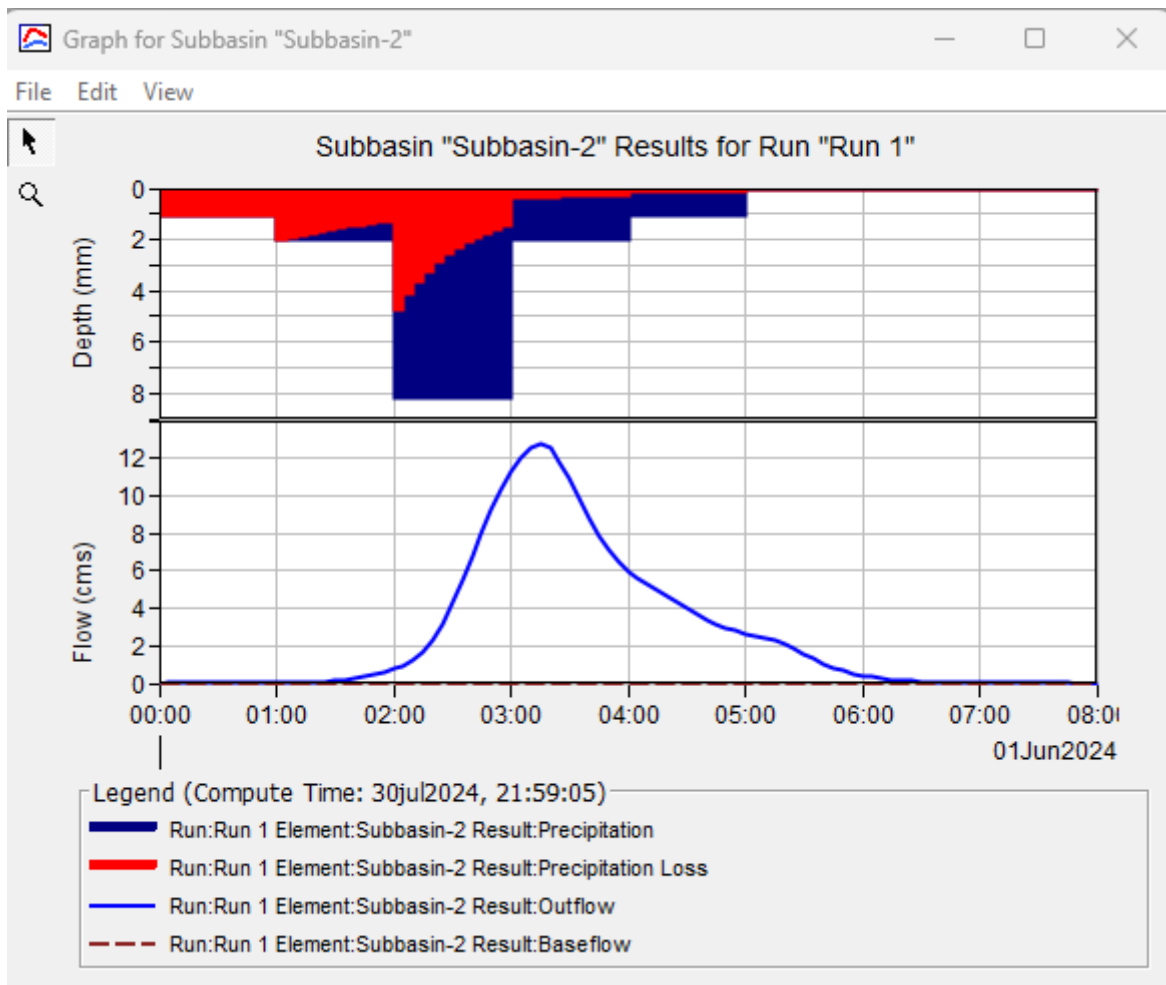 Graph for Subbasin "Subbasin-2"
File Edit View
Subbasin "Subbasin-2" Results for Run "Run 1"
Depth (mm)
0
2
4
6
8
Flow (cms)
12
10
8
6
4
2
0
00:00 01:00 02:00 03:00 04:00 05:00 06:00 07:00 08:0
01Jun2024
Legend (Compute Time: 30jul2024, 21:59:05)
Run:Run 1 Element:Subbasin-2 Result:Precipitation
Run:Run 1 Element:Subbasin-2 Result:Precipitation Loss
Run:Run 1 Element:Subbasin-2 Result:Outflow
Run:Run 1 Element:Subbasin-2 Result:Baseflow